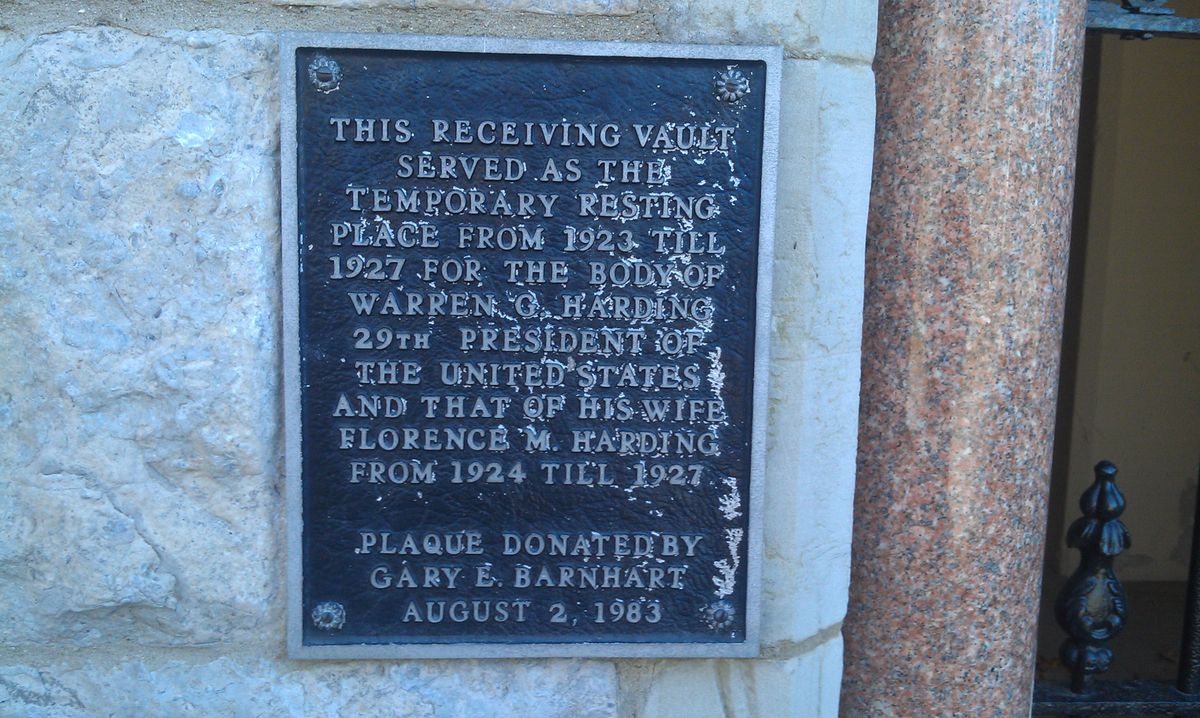 THIS RECEIVING VAULT
SERVED AS THE
TEMPORARY RESTING
PLACE FROM 1923 TILL
1927 FOR THE BODY OF
WARREN G. HARDING
29TH PRESIDENT OF
THE UNITED STATES
AND THAT OF HIS WIFE
FLORENCE M. HARDING
FROM 1924 TILL 1927
PLAQUE DONATED BY
GARY E. BARNHART
AUGUST 2, 1983